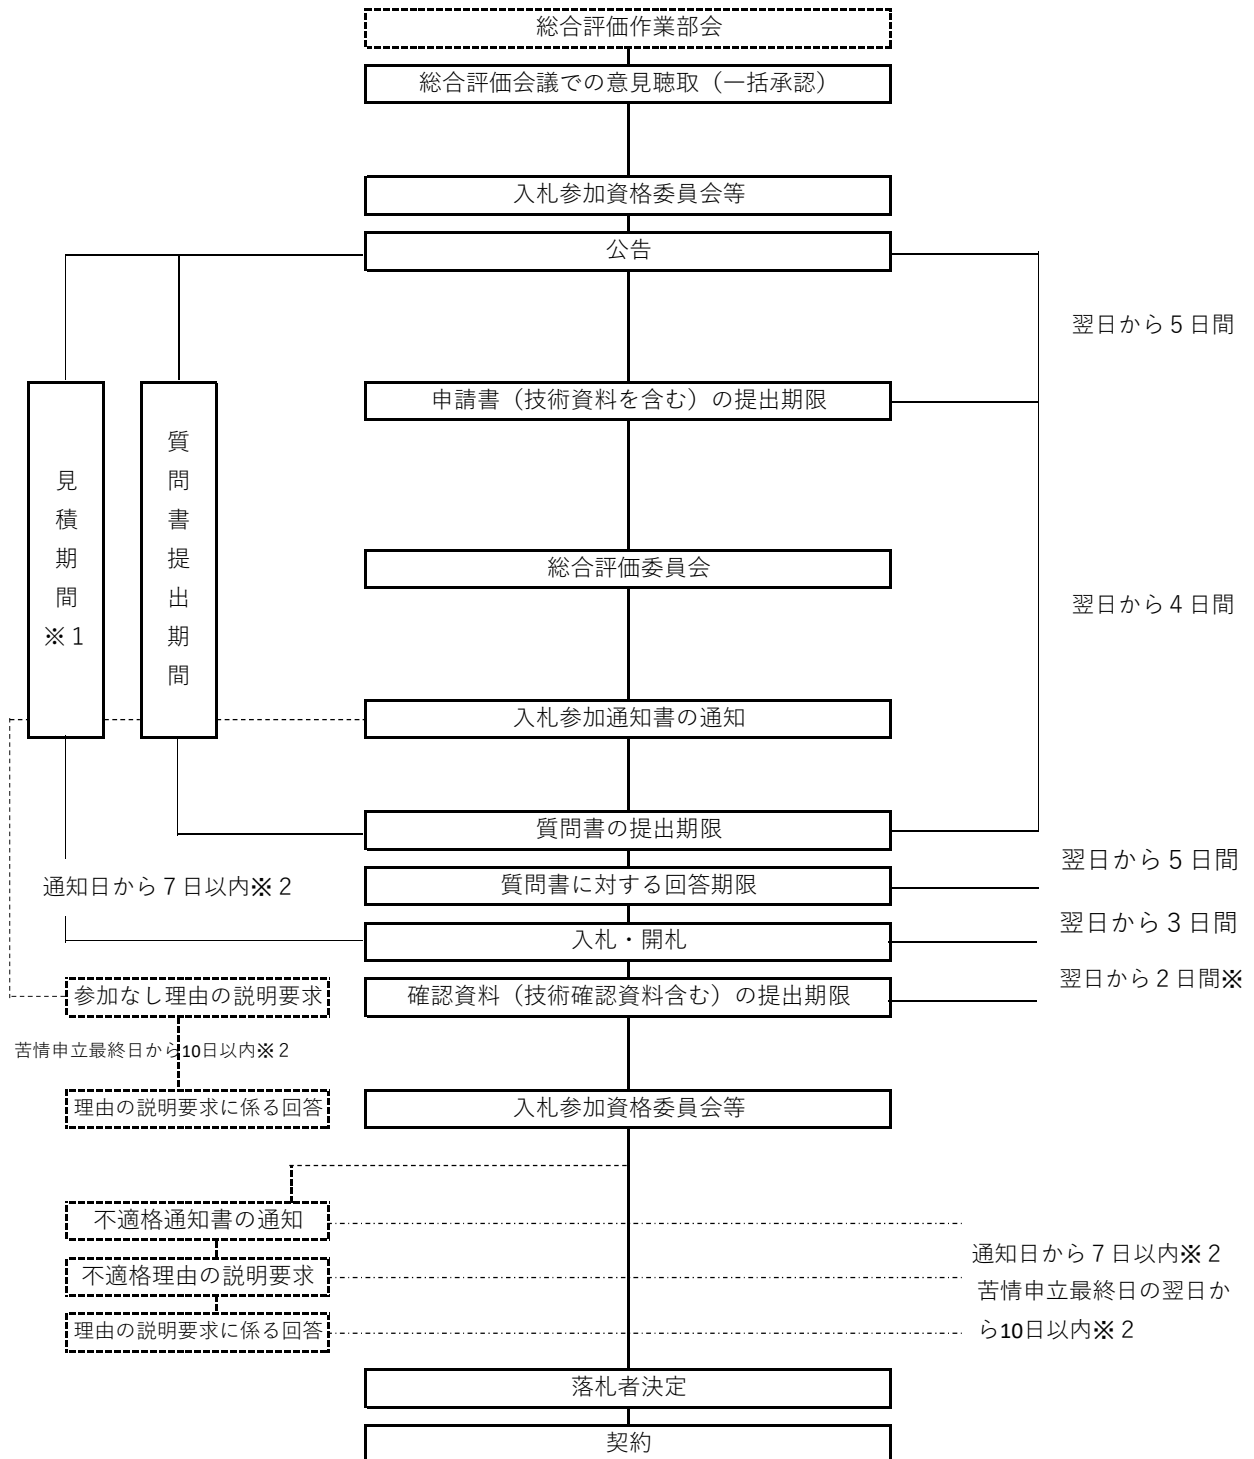 総合評価作業部会
総合評価会議での意見聴取（一括承認）
入札参加資格委員会等
公告
翌日から５日間
申請書（技術資料を含む）の提出期限
見積期間※１
質問書提出期間
総合評価委員会
翌日から４日間
入札参加通知書の通知
質問書の提出期限
翌日から５日間
通知日から７日以内※２
質問書に対する回答期限
翌日から３日間
入札・開札
翌日から２日間※
参加なし理由の説明要求
確認資料（技術確認資料含む）の提出期限
苦情申立最終日から10日以内※２
理由の説明要求に係る回答
入札参加資格委員会等
不適格通知書の通知
通知日から７日以内※２
不適格理由の説明要求
苦情申立最終日の翌日か
ら10日以内※２
理由の説明要求に係る回答
落札者決定
契約